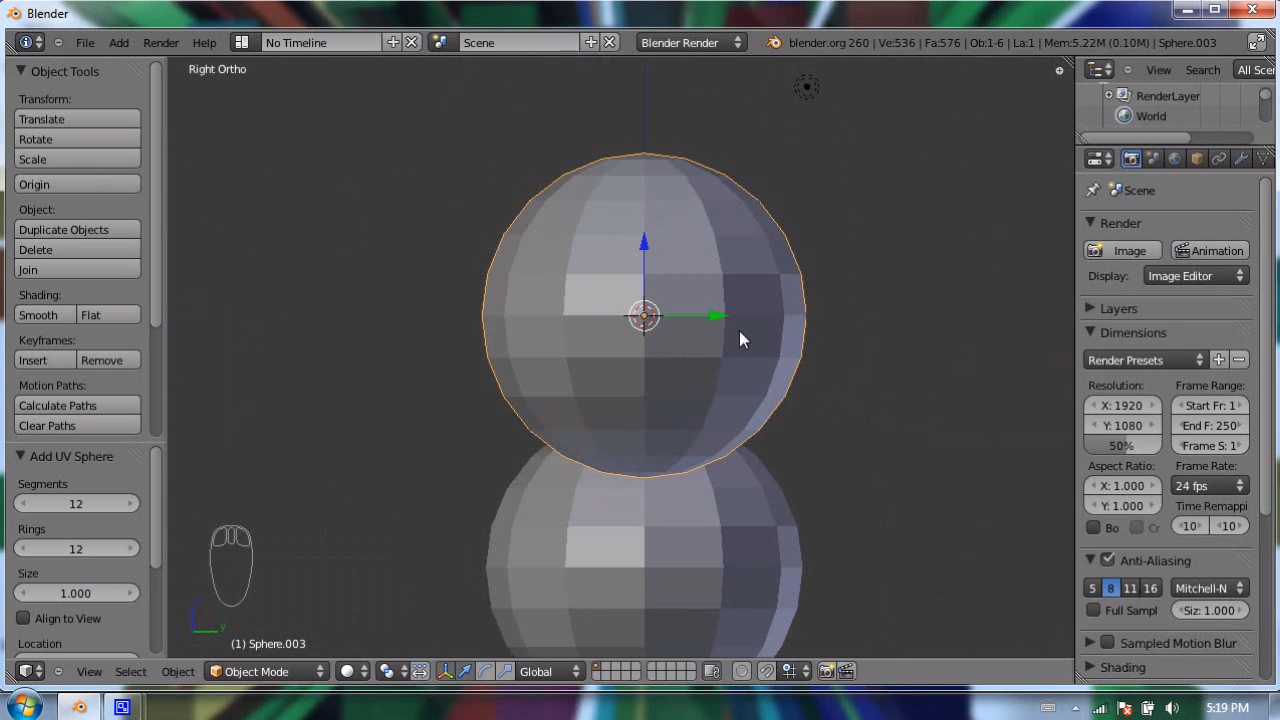 Blender
File Add Render Help No Timeline Scene Blender Render blender.org 260 | Ve:536 | Fa:576 | Ob:1-6 | La:1 | Mem:5.22M (0.10M) | Sphere.003
Object Tools
Transform:
Translate
Rotate
Scale
Origin
Object:
Duplicate Objects
Delete
Join
Shading:
Smooth Flat
Keyframes:
Insert Remove
Motion Paths:
Calculate Paths
Clear Paths
Add UV Sphere
Segments
12
Rings
12
Size
1.000
Align to View
Location
Right Ortho
z
y
(1) Sphere.003
View Select Object Object Mode Global
View Search All Sce
RenderLayer
World
Scene
Render
Image Animation
Display: Image Editor
Layers
Dimensions
Render Presets
Resolution: Frame Range:
X: 1920 Start Fr: 1
Y: 1080 End F: 250
50% Frame S: 1
Aspect Ratio: Frame Rate:
X: 1.000 24 fps
Y: 1.000 Time Remappi
Bo Cr 10 10
Anti-Aliasing
5 8 11 16 Mitchell-N
Full Sampl Siz: 1.000
Sampled Motion Blur
Shading
5:19 PM